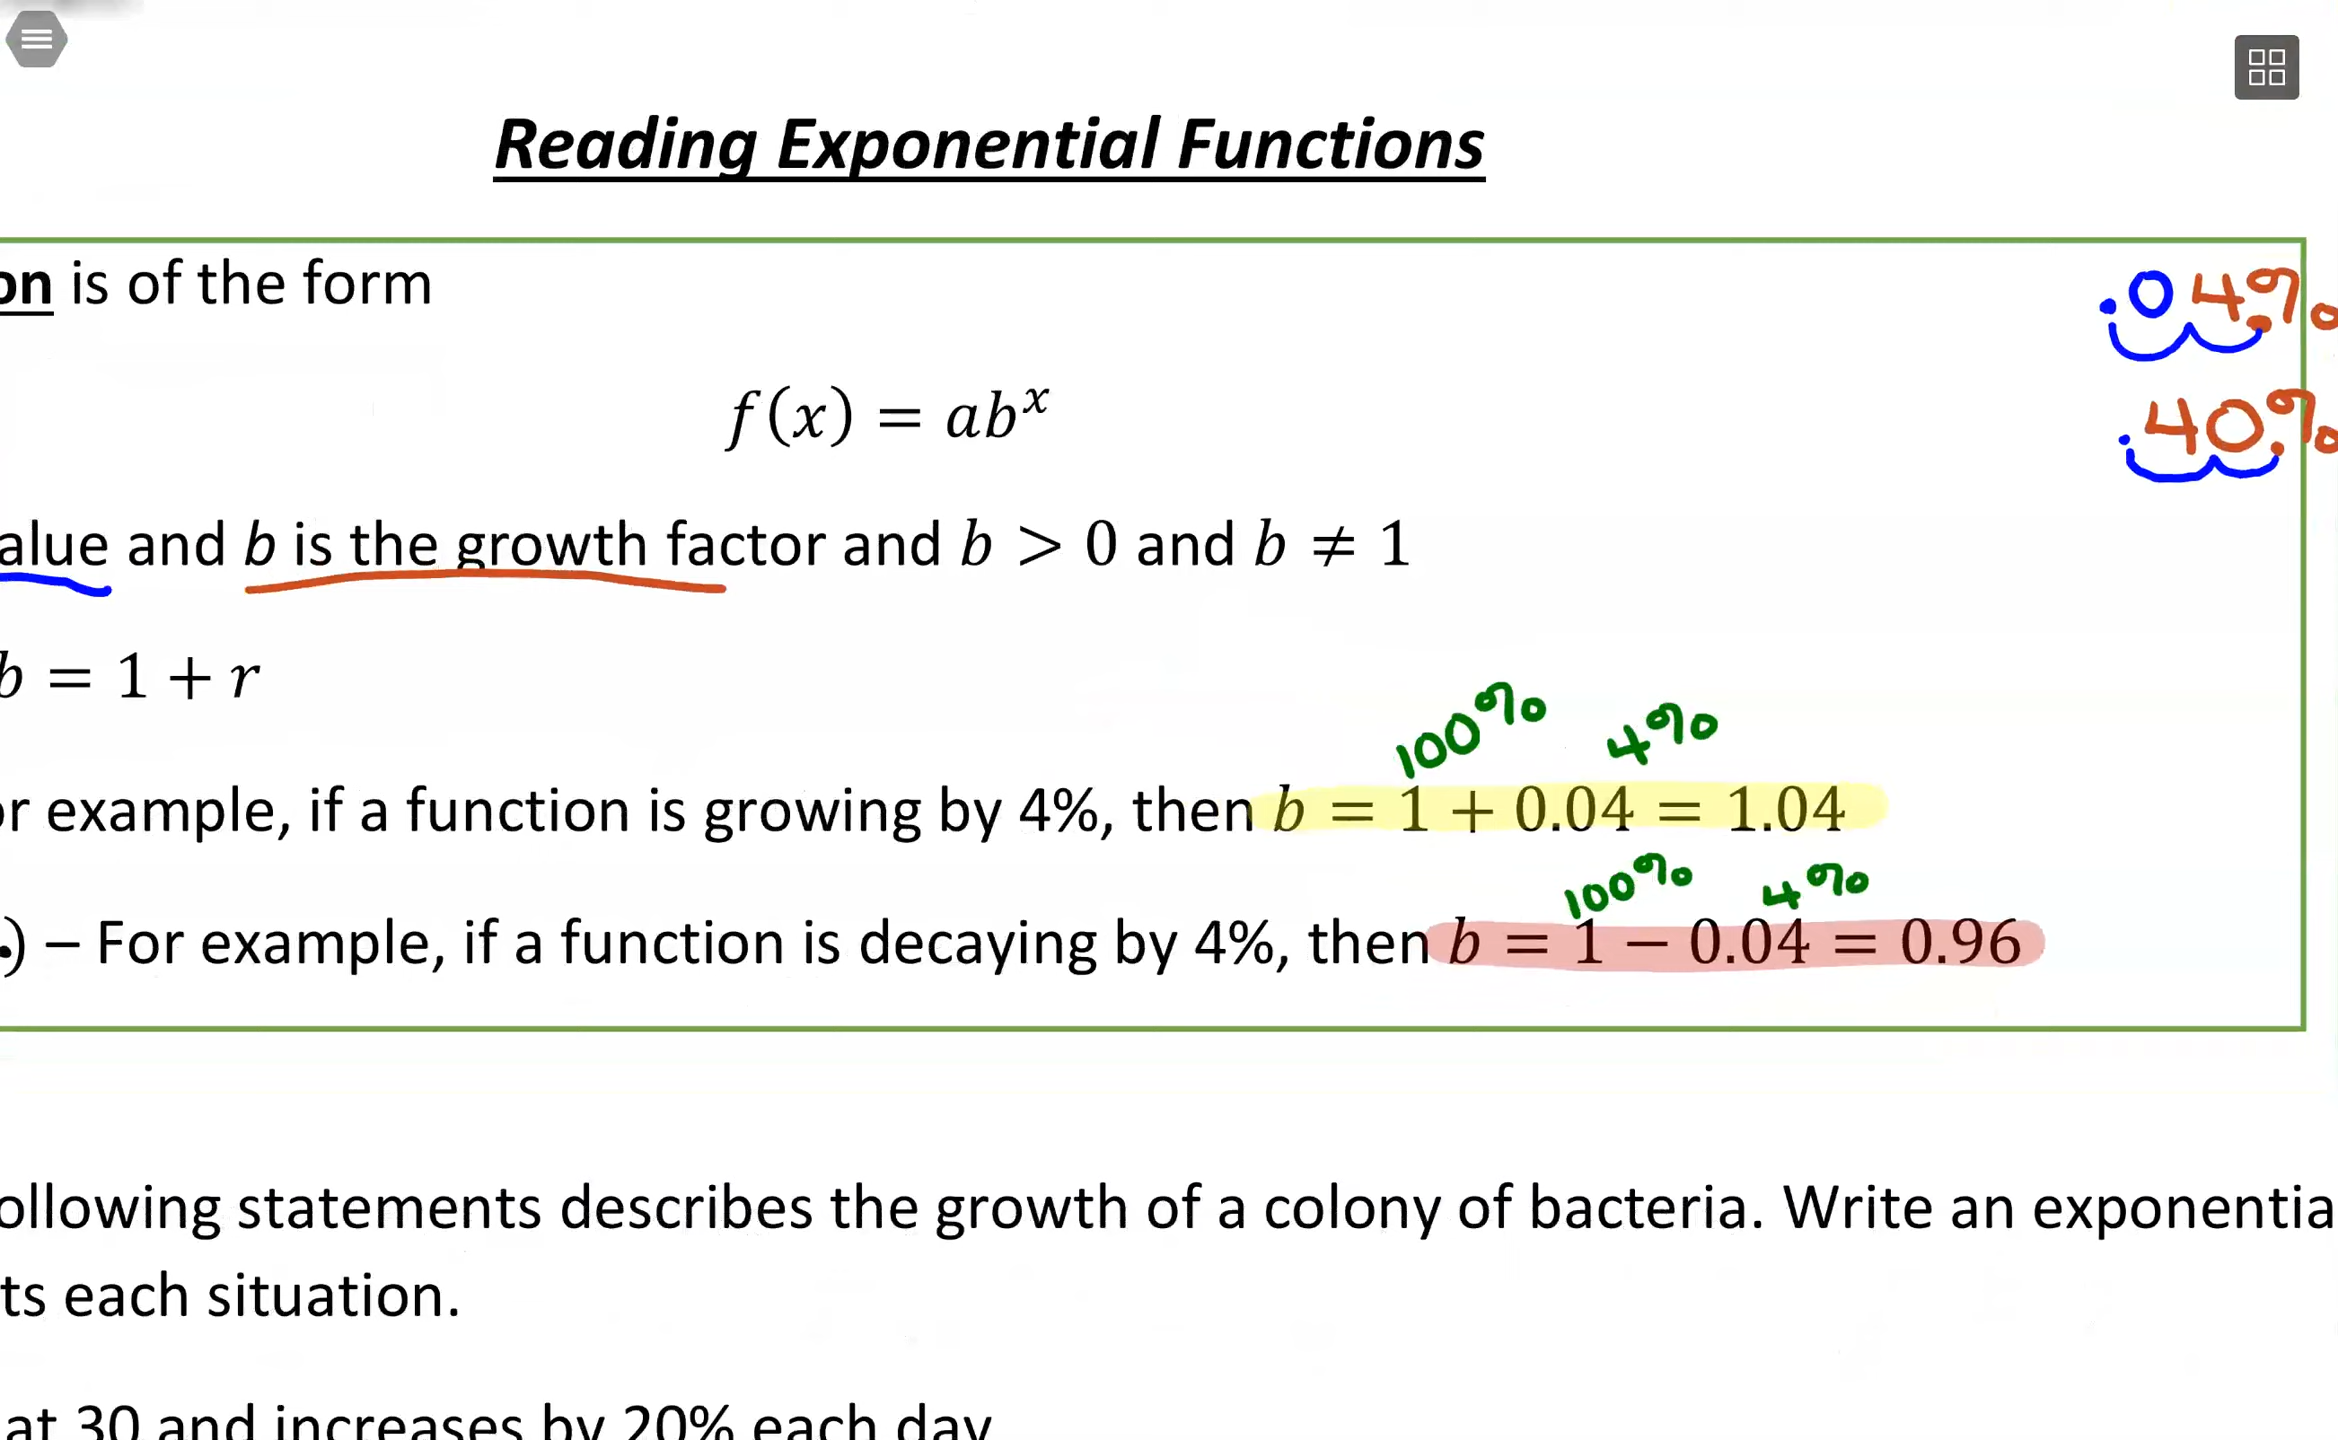 Reading Exponential Functions
on is of the form
.04%
f(x) = abˣ
.40%
alue and b is the growth factor and b > 0 and b ≠ 1
b = 1 + r
100% 4%
or example, if a function is growing by 4%, then b = 1 + 0.04 = 1.04
100% 4%
.) – For example, if a function is decaying by 4%, then b = 1 − 0.04 = 0.96
ollowing statements describes the growth of a colony of bacteria. Write an exponentia
ts each situation.
at 30 and increases by 20% each day